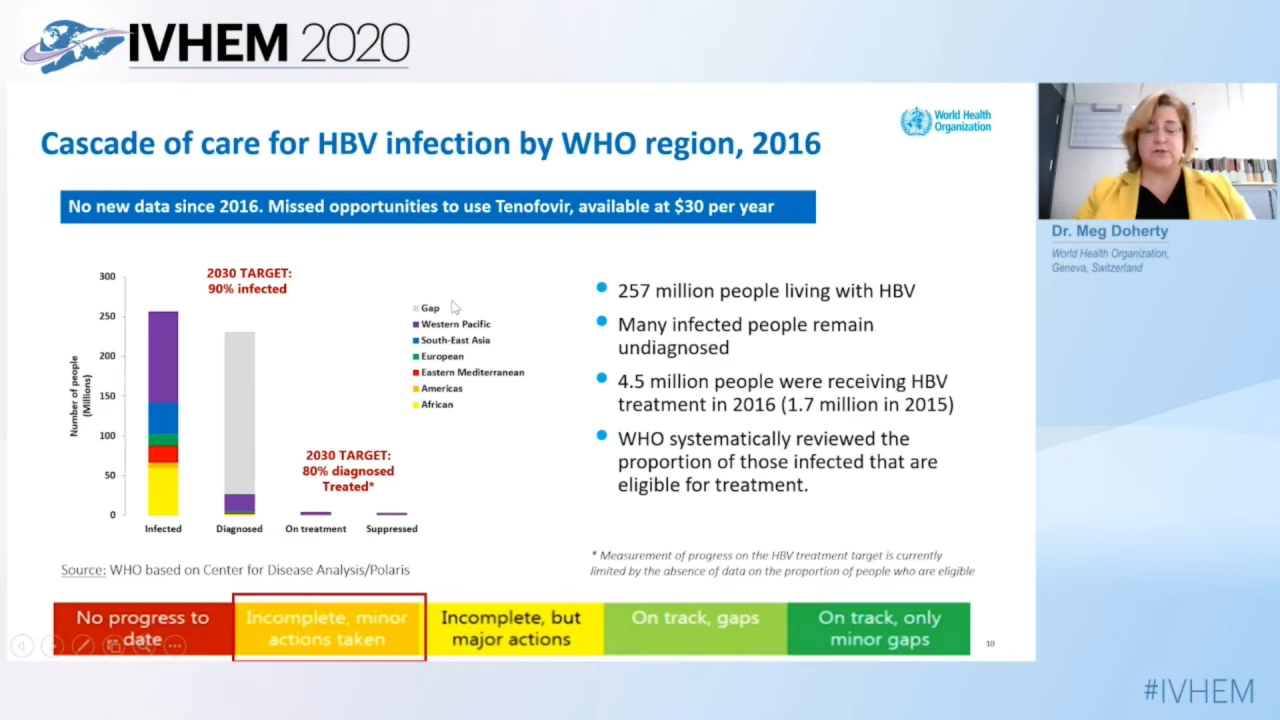 IVHEM 2020
World Health
Organization
Cascade of care for HBV infection by WHO region, 2016
No new data since 2016. Missed opportunities to use Tenofovir, available at $30 per year
Dr. Meg Doherty
World Health Organization,
Geneva, Switzerland
2030 TARGET:
90% infected
300
250
200
150
100
50
0
Number of people
(Millions)
Gap
Western Pacific
South-East Asia
European
Eastern Mediterranean
Americas
African
2030 TARGET:
80% diagnosed
Treated*
Infected
Diagnosed
On treatment
Suppressed
257 million people living with HBV
Many infected people remain
undiagnosed
4.5 million people were receiving HBV
treatment in 2016 (1.7 million in 2015)
WHO systematically reviewed the
proportion of those infected that are
eligible for treatment.
* Measurement of progress on the HBV treatment target is currently
limited by the absence of data on the proportion of people who are eligible
Source: WHO based on Center for Disease Analysis/Polaris
No progress to
date
Incomplete, minor
actions taken
Incomplete, but
major actions
On track, gaps
On track, only
minor gaps
10
#IVHEM